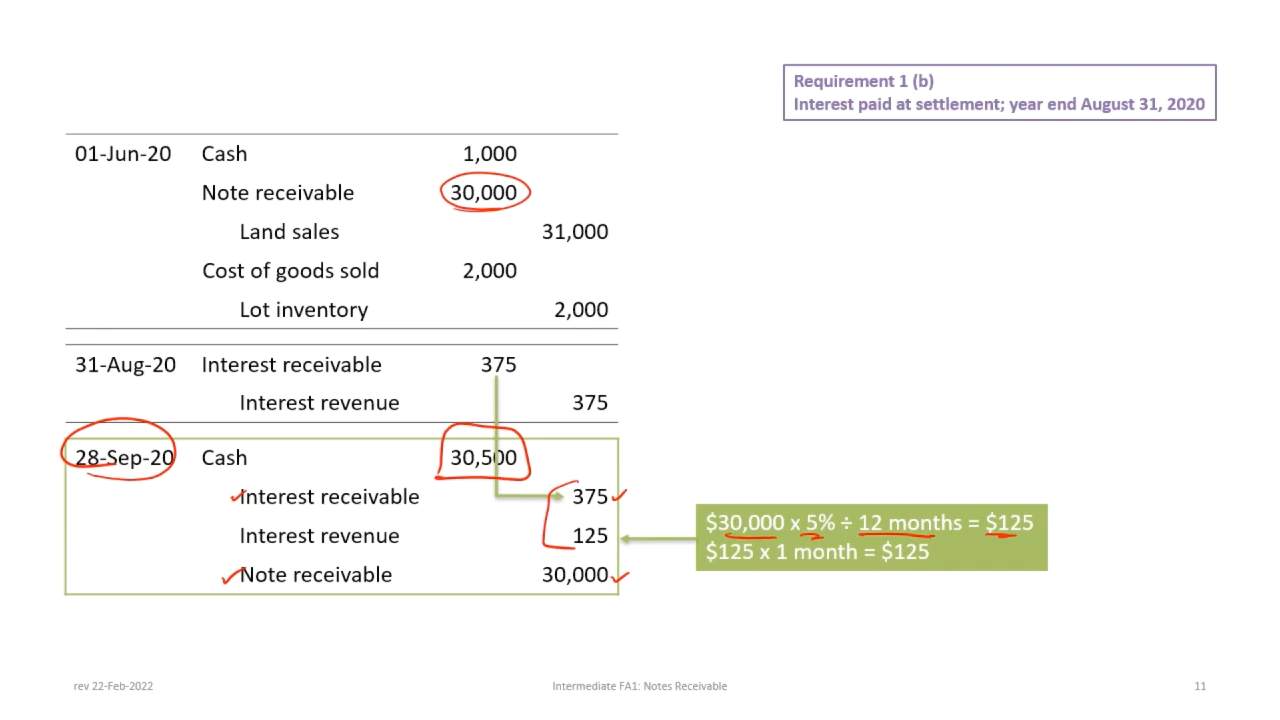 Requirement 1 (b)
Interest paid at settlement; year end August 31, 2020
01-Jun-20 Cash 1,000
Note receivable 30,000
Land sales 31,000
Cost of goods sold 2,000
Lot inventory 2,000
31-Aug-20 Interest receivable 375
Interest revenue 375
28-Sep-20 Cash 30,500
Interest receivable 375
Interest revenue 125
Note receivable 30,000
$30,000 x 5% ÷ 12 months = $125
$125 x 1 month = $125
rev 22-Feb-2022 Intermediate FA1: Notes Receivable 11